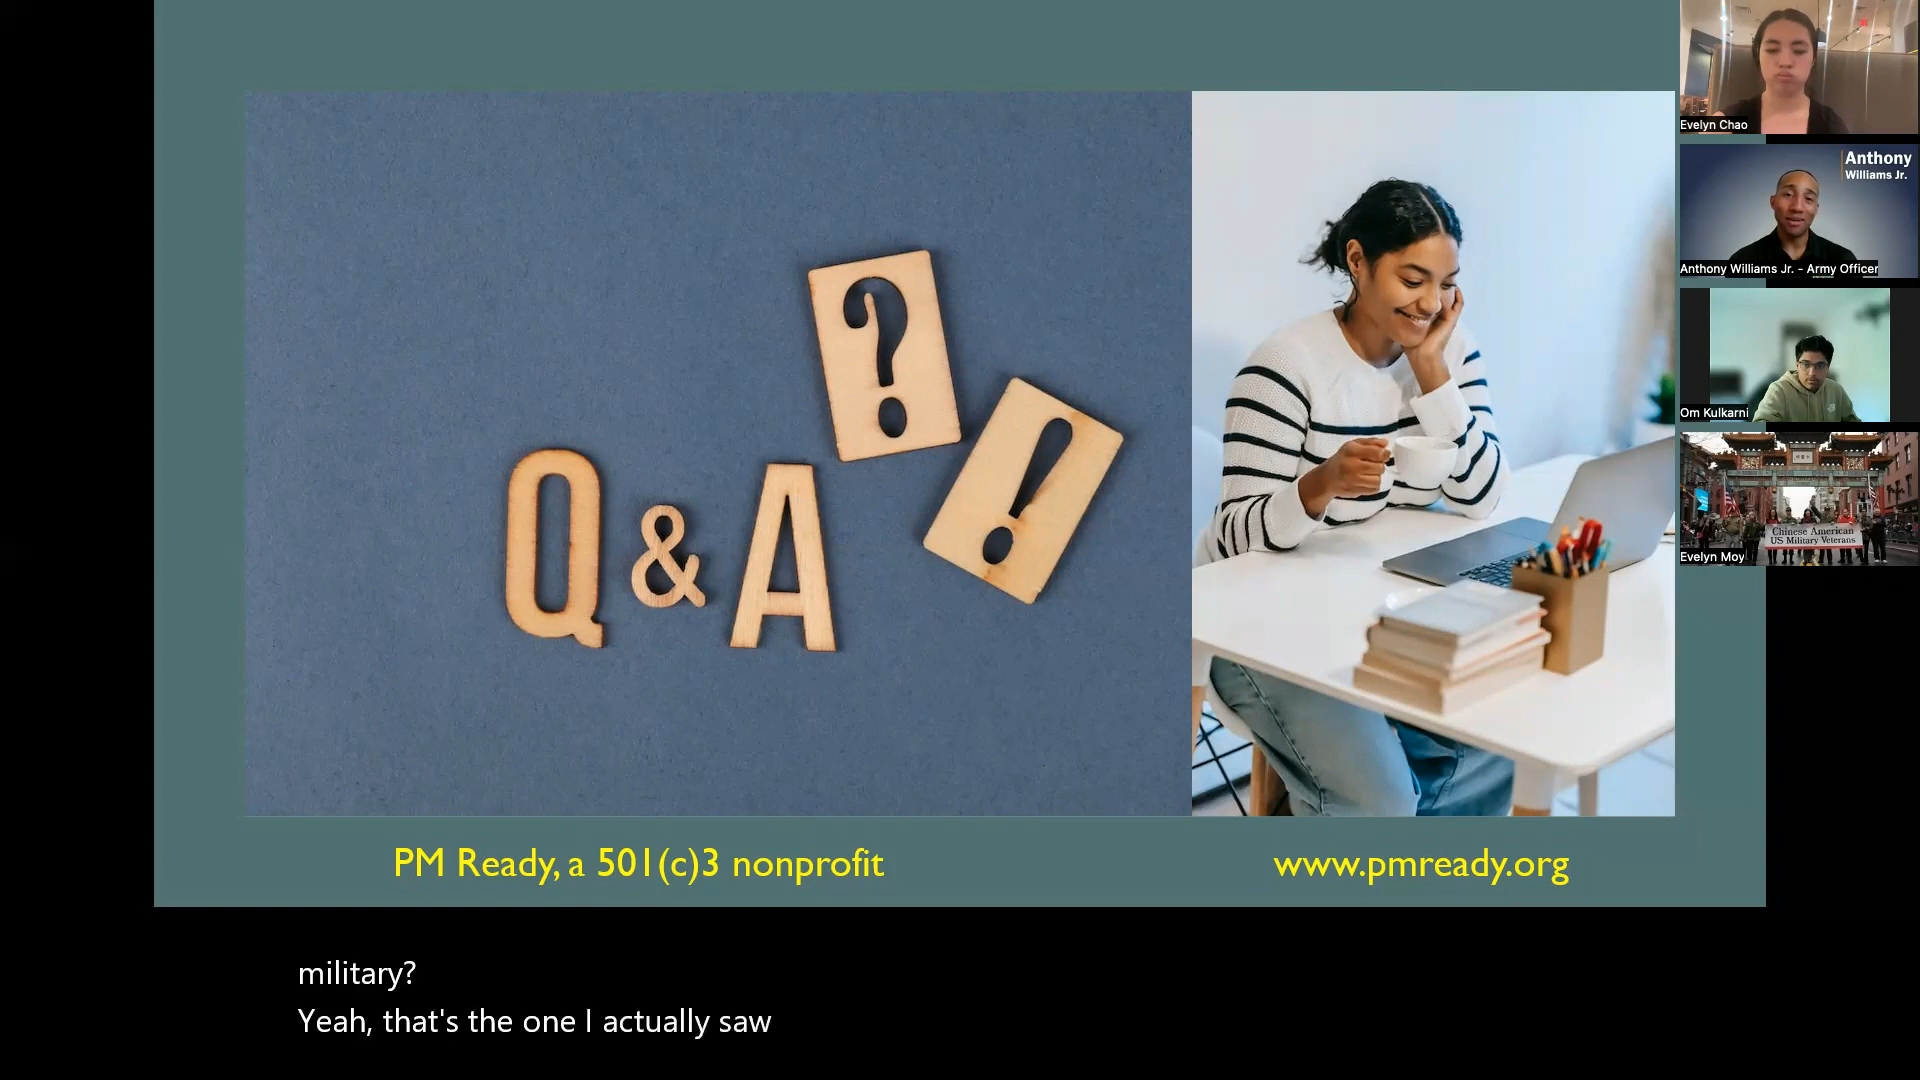 Q & A ? !
PM Ready, a 501(c)3 nonprofit
www.pmready.org
Evelyn Chao
Anthony
Williams Jr.
Anthony Williams Jr. - Army Officer
Om Kulkarni
Chinese American
US Military Veterans
Evelyn Moy
military?
Yeah, that's the one I actually saw